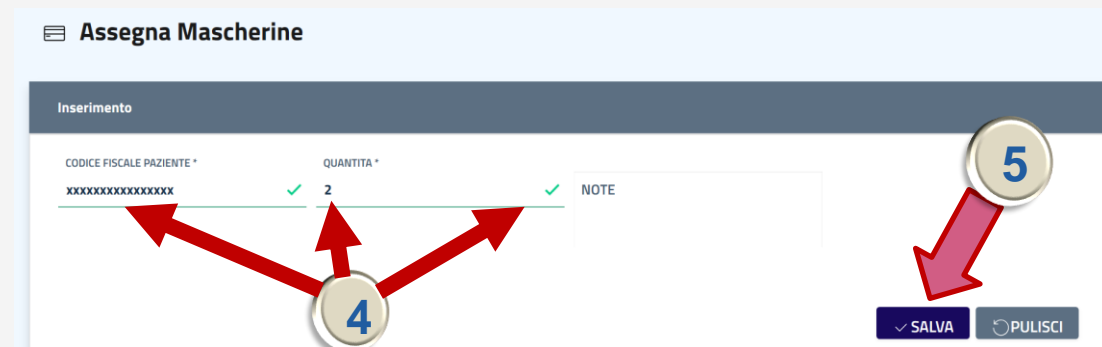 Assegna Mascherine
Inserimento
CODICE FISCALE PAZIENTE *
QUANTITA *
xxxxxxxxxxxxxxxx
2
NOTE
5
4
SALVA
PULISCI